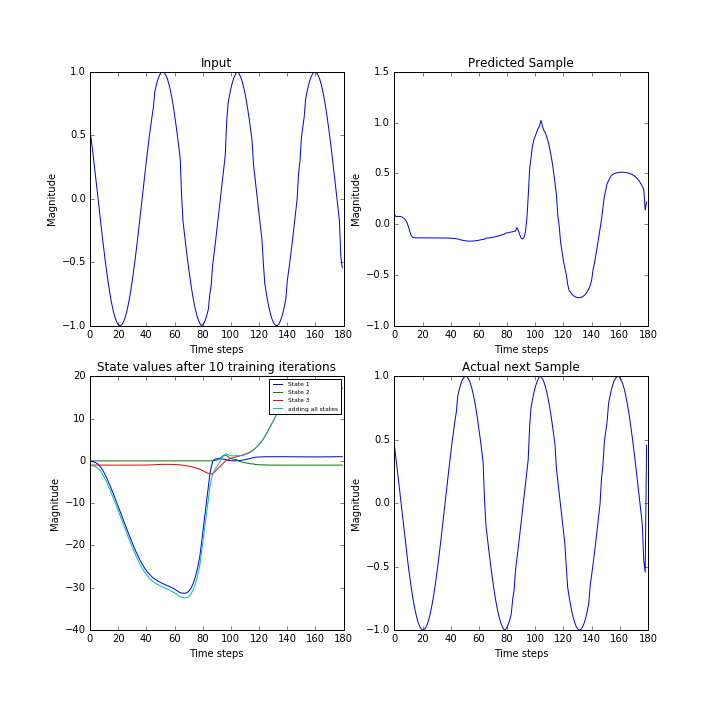 Input
1.0
0.5
0.0
−0.5
−1.0
Magnitude
0 20 40 60 80 100 120 140 160 180
Time steps
Predicted Sample
1.5
1.0
0.5
0.0
−0.5
−1.0
Magnitude
0 20 40 60 80 100 120 140 160 180
Time steps
State values after 10 training iterations
20
10
0
−10
−20
−30
−40
Magnitude
State 1
State 2
State 3
adding all states
0 20 40 60 80 100 120 140 160 180
Time steps
Actual next Sample
1.0
0.5
0.0
−0.5
−1.0
Magnitude
0 20 40 60 80 100 120 140 160 180
Time steps